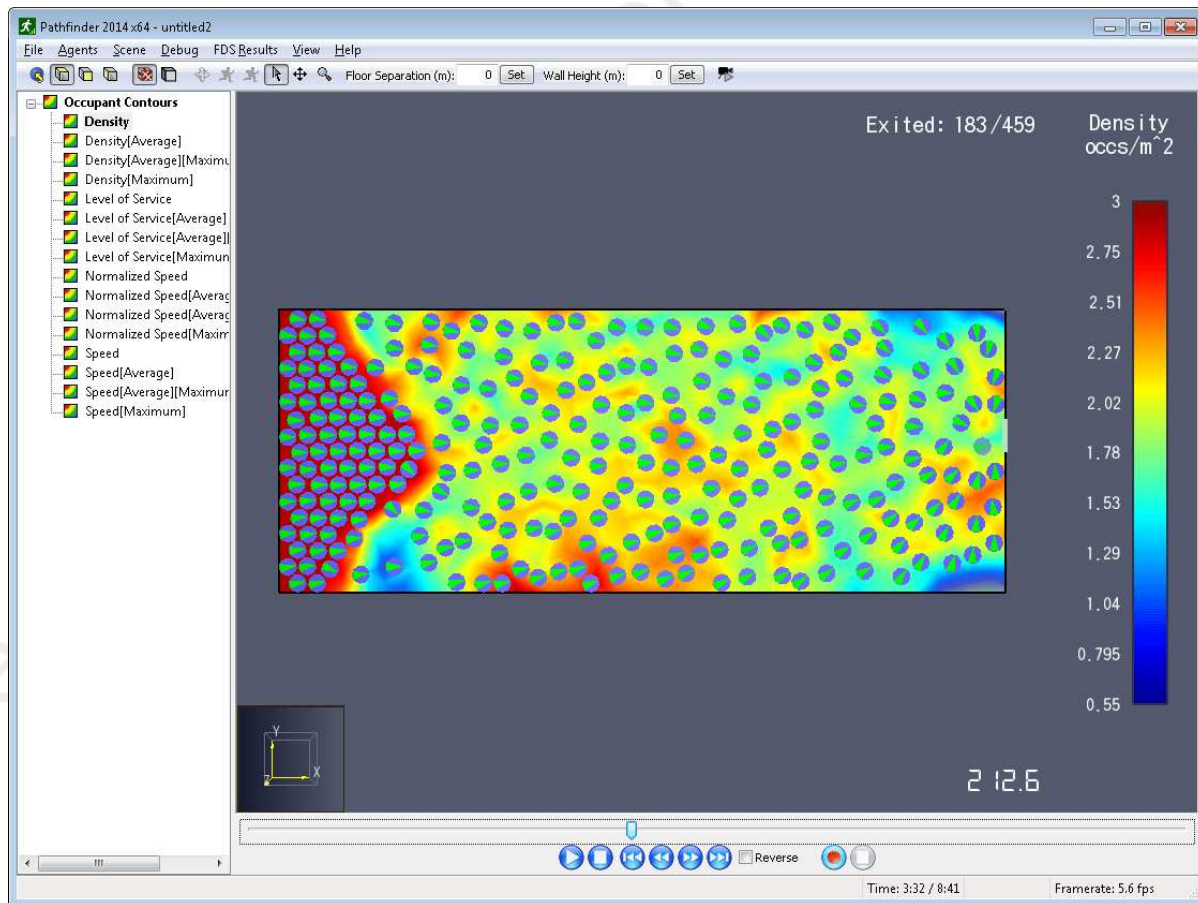 Pathfinder 2014 x64 - untitled2
File Agents Scene Debug FDS Results View Help
Floor Separation (m): 0 Set Wall Height (m): 0 Set
Occupant Contours
Density
Density[Average]
Density[Average][Maximu
Density[Maximum]
Level of Service
Level of Service[Average]
Level of Service[Average][
Level of Service[Maximun
Normalized Speed
Normalized Speed[Averag
Normalized Speed[Averag
Normalized Speed[Maxim
Speed
Speed[Average]
Speed[Average][Maximur
Speed[Maximum]
Exited: 183/459
Density
occs/m^2
3
2.75
2.51
2.27
2.02
1.78
1.53
1.29
1.04
0.795
0.55
Y
Z X
212.6
Reverse
Time: 3:32 / 8:41 Framerate: 5.6 fps